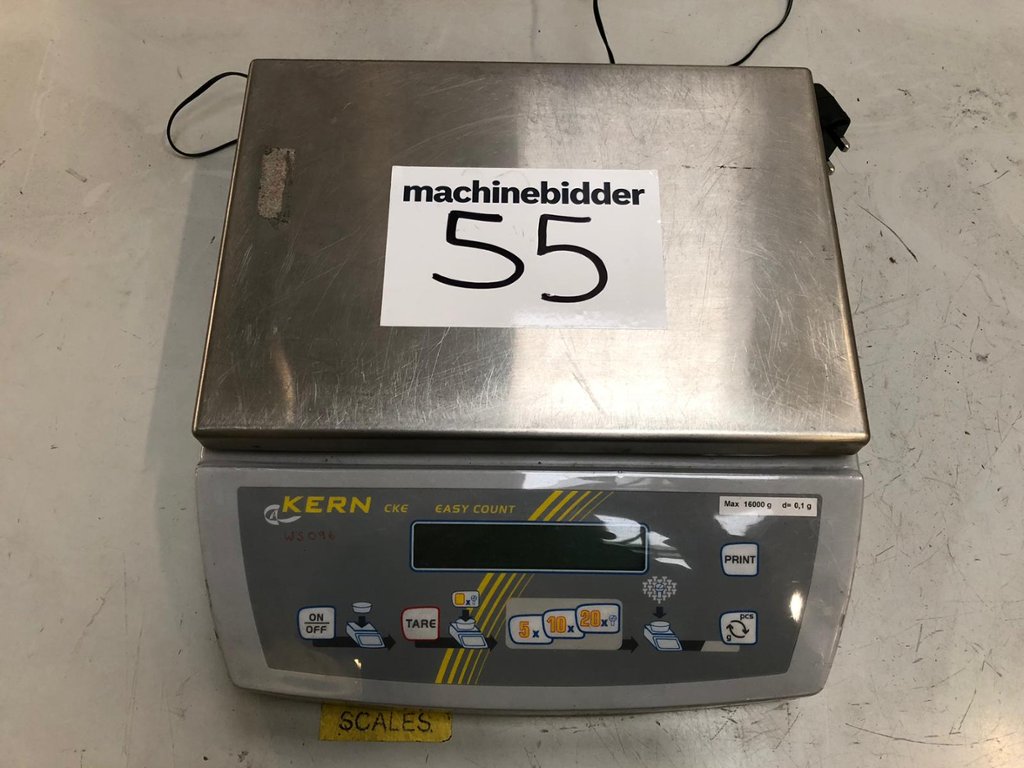 machinebidder
55
KERN CKE EASY COUNT
Max 16000 g d= 0,1 g
WS096
PRINT
ON
OFF
TARE
5x 10x 20x
pcs
g
SCALES